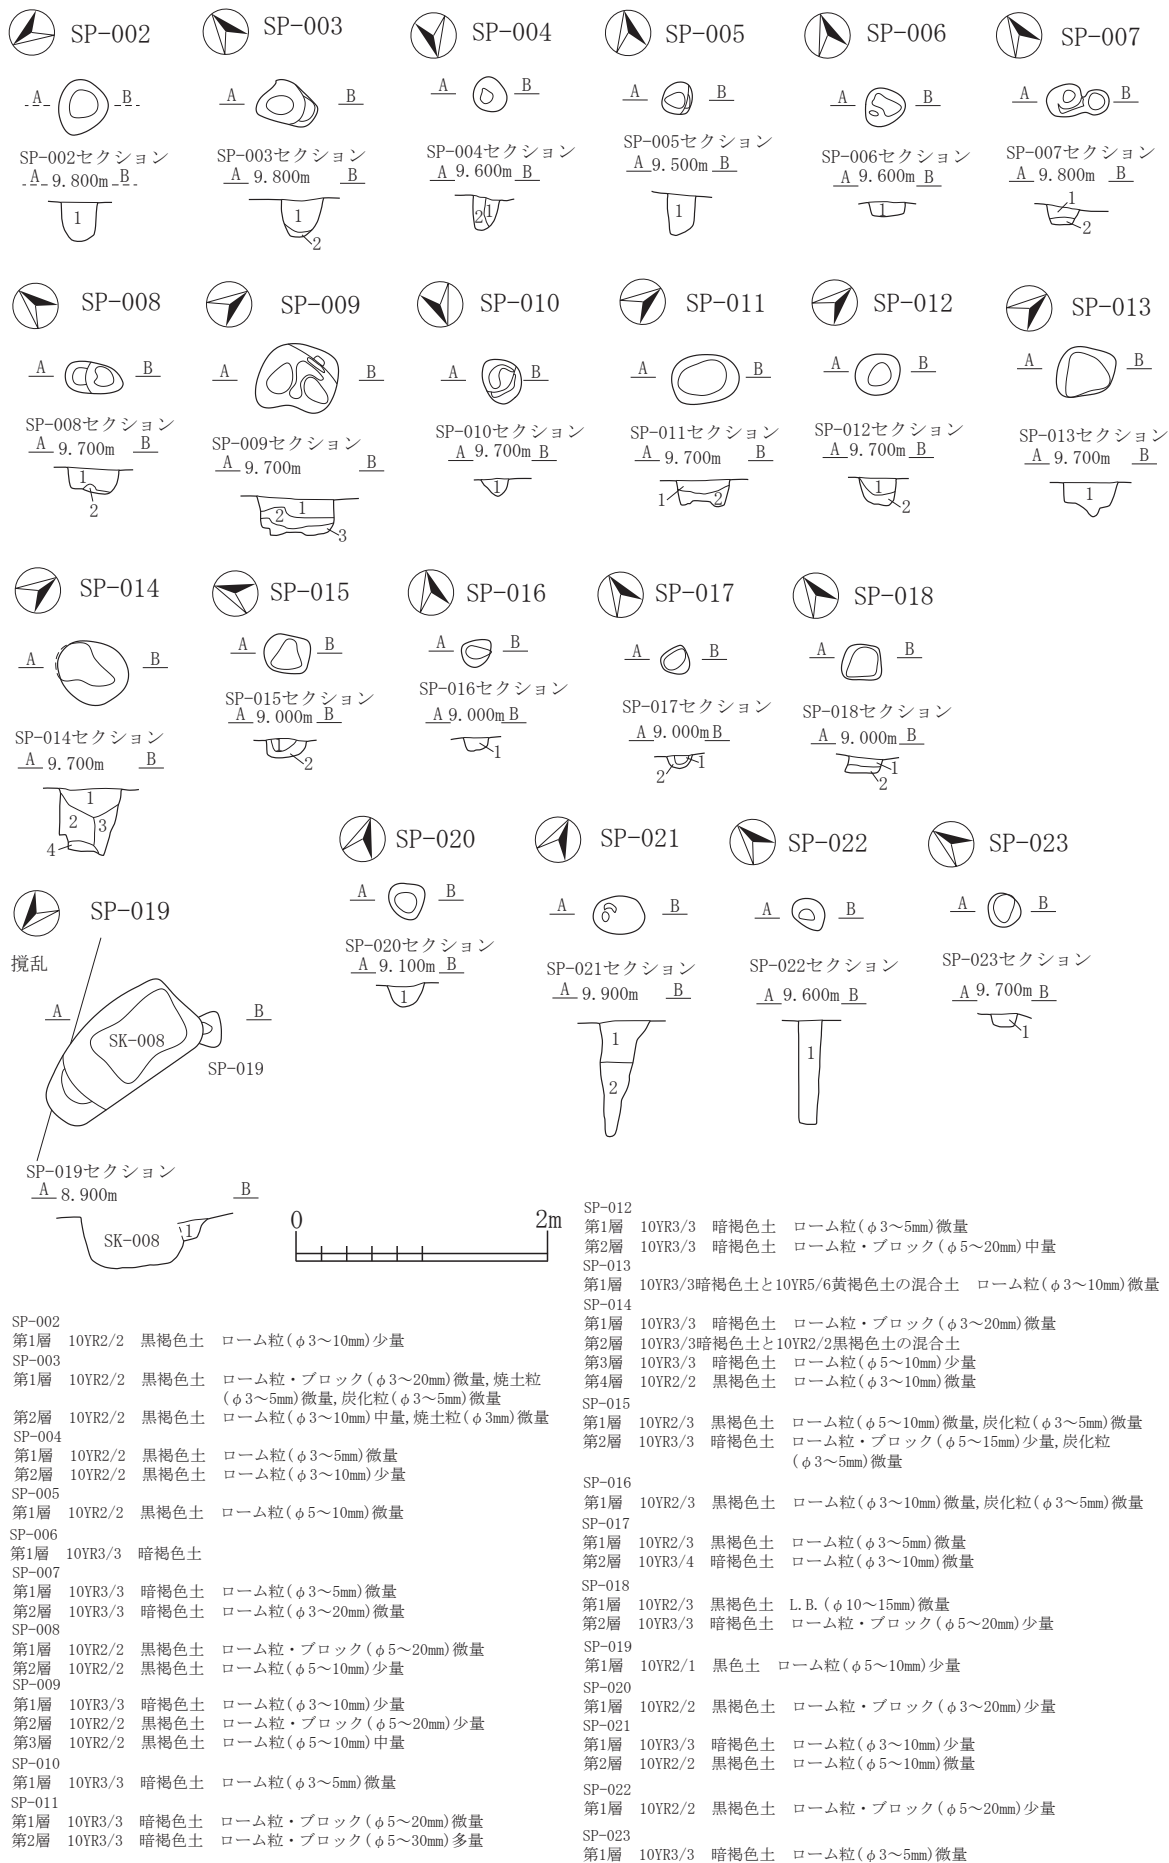 SP-002
A B
SP-002セクション
A 9.800m B
1
SP-003
A B
SP-003セクション
A 9.800m B
1
2
SP-004
A B
SP-004セクション
A 9.600m B
2 1
SP-005
A B
SP-005セクション
A 9.500m B
1
SP-006
A B
SP-006セクション
A 9.600m B
1
SP-007
A B
SP-007セクション
A 9.800m B
1
2
SP-008
A B
SP-008セクション
A 9.700m B
1
2
SP-009
A B
SP-009セクション
A 9.700m B
1
2
3
SP-010
A B
SP-010セクション
A 9.700m B
1
SP-011
A B
SP-011セクション
A 9.700m B
1 2
SP-012
A B
SP-012セクション
A 9.700m B
1
2
SP-013
A B
SP-013セクション
A 9.700m B
1
SP-014
A B
SP-014セクション
A 9.700m B
1
2 3
4
SP-015
A B
SP-015セクション
A 9.000m B
1
2
SP-016
A B
SP-016セクション
A 9.000m B
1
SP-017
A B
SP-017セクション
A 9.000m B
1
2
SP-018
A B
SP-018セクション
A 9.000m B
1
2
SP-019
撹乱
A B
SK-008
SP-019
SP-019セクション
A 8.900m B
SK-008 1
SP-020
A B
SP-020セクション
A 9.100m B
1
SP-021
A B
SP-021セクション
A 9.900m B
1
2
SP-022
A B
SP-022セクション
A 9.600m B
1
SP-023
A B
SP-023セクション
A 9.700m B
1
0 2m
SP-002
第1層 10YR2/2 黒褐色土 ローム粒(φ3～10mm)少量
SP-003
第1層 10YR2/2 黒褐色土 ローム粒・ブロック(φ3～20mm)微量,焼土粒
(φ3～5mm)微量,炭化粒(φ3～5mm)微量
第2層 10YR2/2 黒褐色土 ローム粒(φ3～10mm)中量,焼土粒(φ3mm)微量
SP-004
第1層 10YR2/2 黒褐色土 ローム粒(φ3～5mm)微量
第2層 10YR2/2 黒褐色土 ローム粒(φ3～10mm)少量
SP-005
第1層 10YR2/2 黒褐色土 ローム粒(φ5～10mm)微量
SP-006
第1層 10YR3/3 暗褐色土
SP-007
第1層 10YR3/3 暗褐色土 ローム粒(φ3～5mm)微量
第2層 10YR3/3 暗褐色土 ローム粒(φ3～20mm)微量
SP-008
第1層 10YR2/2 黒褐色土 ローム粒・ブロック(φ5～20mm)微量
第2層 10YR2/2 黒褐色土 ローム粒(φ5～10mm)少量
SP-009
第1層 10YR3/3 暗褐色土 ローム粒(φ3～10mm)少量
第2層 10YR2/2 黒褐色土 ローム粒・ブロック(φ5～20mm)少量
第3層 10YR2/2 黒褐色土 ローム粒(φ5～10mm)中量
SP-010
第1層 10YR3/3 暗褐色土 ローム粒(φ3～5mm)微量
SP-011
第1層 10YR3/3 暗褐色土 ローム粒・ブロック(φ5～20mm)微量
第2層 10YR3/3 暗褐色土 ローム粒・ブロック(φ5～30mm)多量
SP-012
第1層 10YR3/3 暗褐色土 ローム粒(φ3～5mm)微量
第2層 10YR3/3 暗褐色土 ローム粒・ブロック(φ5～20mm)中量
SP-013
第1層 10YR3/3暗褐色土と10YR5/6黄褐色土の混合土 ローム粒(φ3～10mm)微量
SP-014
第1層 10YR3/3 暗褐色土 ローム粒・ブロック(φ3～20mm)微量
第2層 10YR3/3暗褐色土と10YR2/2黒褐色土の混合土
第3層 10YR3/3 暗褐色土 ローム粒(φ5～10mm)少量
第4層 10YR2/2 黒褐色土 ローム粒(φ3～10mm)微量
SP-015
第1層 10YR2/3 黒褐色土 ローム粒(φ5～10mm)微量,炭化粒(φ3～5mm)微量
第2層 10YR3/3 暗褐色土 ローム粒・ブロック(φ5～15mm)少量,炭化粒
(φ3～5mm)微量
SP-016
第1層 10YR2/3 黒褐色土 ローム粒(φ3～10mm)微量,炭化粒(φ3～5mm)微量
SP-017
第1層 10YR2/3 黒褐色土 ローム粒(φ3～5mm)微量
第2層 10YR3/4 暗褐色土 ローム粒(φ3～10mm)微量
SP-018
第1層 10YR2/3 黒褐色土 L.B.(φ10～15mm)微量
第2層 10YR3/3 暗褐色土 ローム粒・ブロック(φ5～20mm)少量
SP-019
第1層 10YR2/1 黒色土 ローム粒(φ5～10mm)少量
SP-020
第1層 10YR2/2 黒褐色土 ローム粒・ブロック(φ3～20mm)少量
SP-021
第1層 10YR3/3 暗褐色土 ローム粒(φ3～10mm)少量
第2層 10YR2/2 黒褐色土 ローム粒(φ5～10mm)微量
SP-022
第1層 10YR2/2 黒褐色土 ローム粒・ブロック(φ5～20mm)少量
SP-023
第1層 10YR3/3 暗褐色土 ローム粒(φ3～5mm)微量